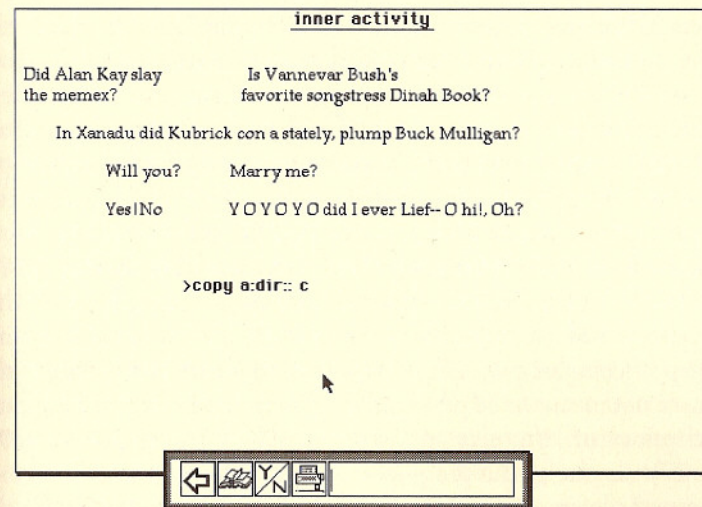 inner activity
Did Alan Kay slay Is Vannevar Bush's
the memex? favorite songstress Dinah Book?
In Xanadu did Kubrick con a stately, plump Buck Mulligan?
Will you? Marry me?
Yes|No Y O Y O Y O did I ever Lief-- O hi!, Oh?
>copy a:dir:: c
Y/N